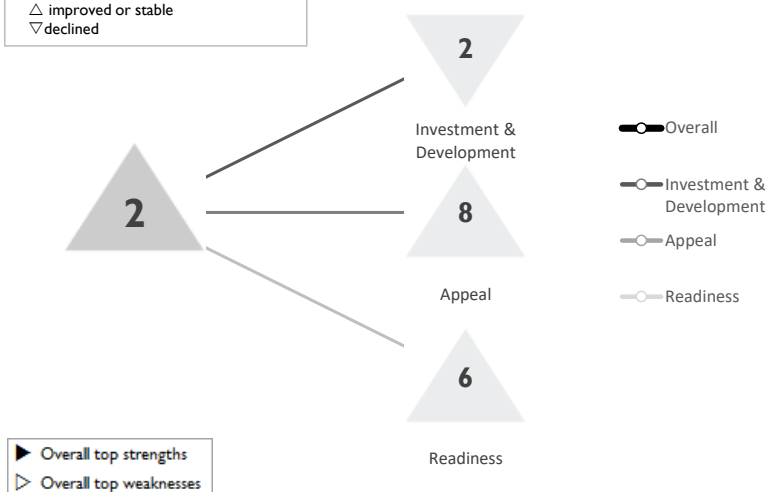 △ improved or stable
▽ declined
2
Investment &
Development
2
8
Appeal
6
Readiness
Overall
Investment &
Development
Appeal
Readiness
▶ Overall top strengths
▷ Overall top weaknesses